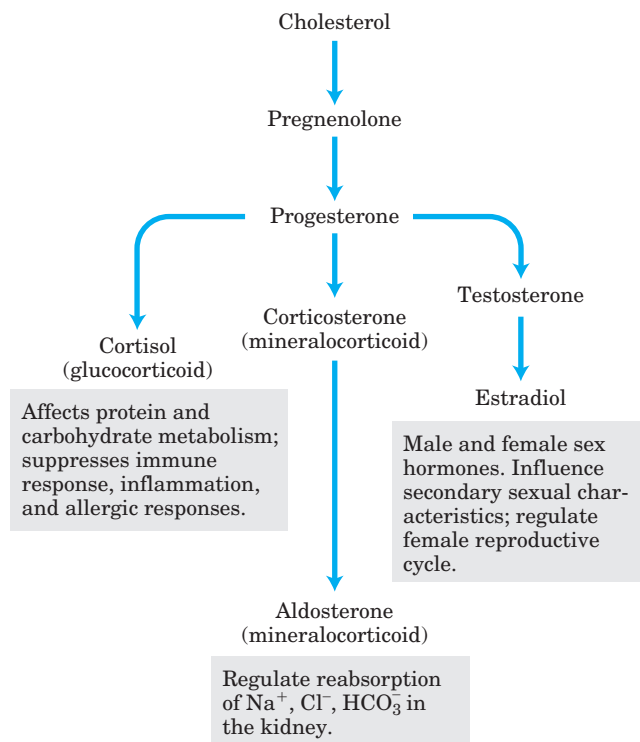 Cholesterol
Pregnenolone
Progesterone
Cortisol
(glucocorticoid)
Affects protein and
carbohydrate metabolism;
suppresses immune
response, inflammation,
and allergic responses.
Corticosterone
(mineralocorticoid)
Aldosterone
(mineralocorticoid)
Regulate reabsorption
of Na⁺, Cl⁻, HCO₃⁻ in
the kidney.
Testosterone
Estradiol
Male and female sex
hormones. Influence
secondary sexual char-
acteristics; regulate
female reproductive
cycle.